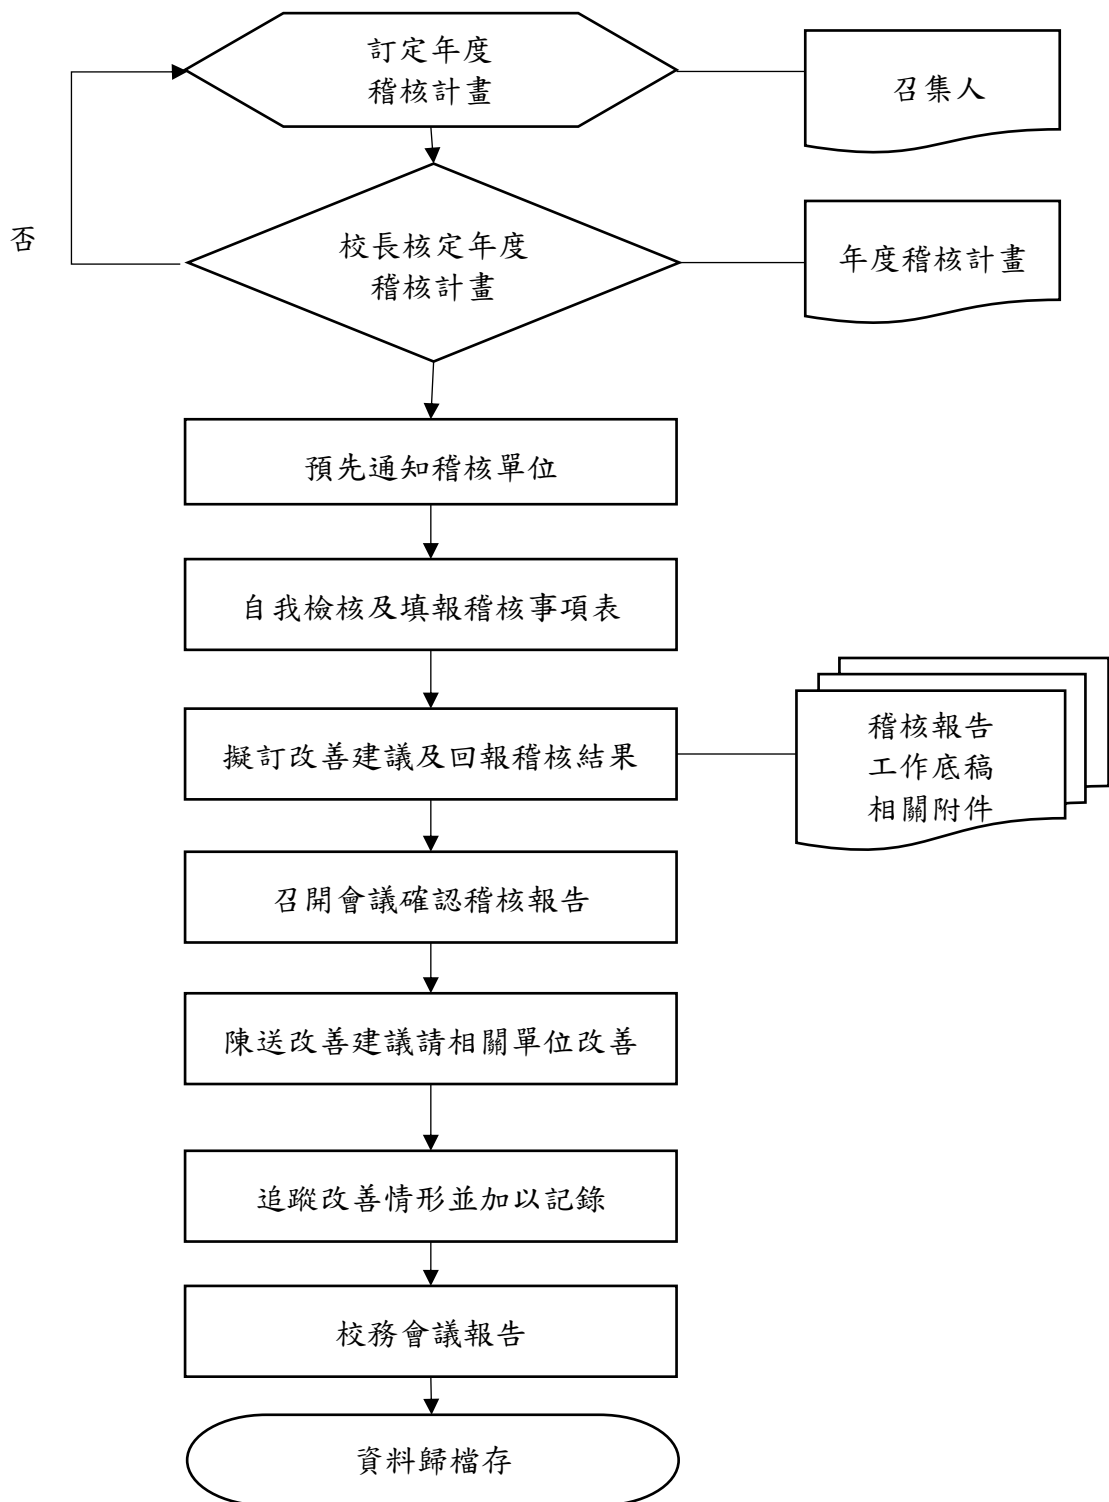 訂定年度
稽核計畫
召集人
否
校長核定年度
稽核計畫
年度稽核計畫
預先通知稽核單位
自我檢核及填報稽核事項表
擬訂改善建議及回報稽核結果
稽核報告
工作底稿
相關附件
召開會議確認稽核報告
陳送改善建議請相關單位改善
追蹤改善情形並加以記錄
校務會議報告
資料歸檔存